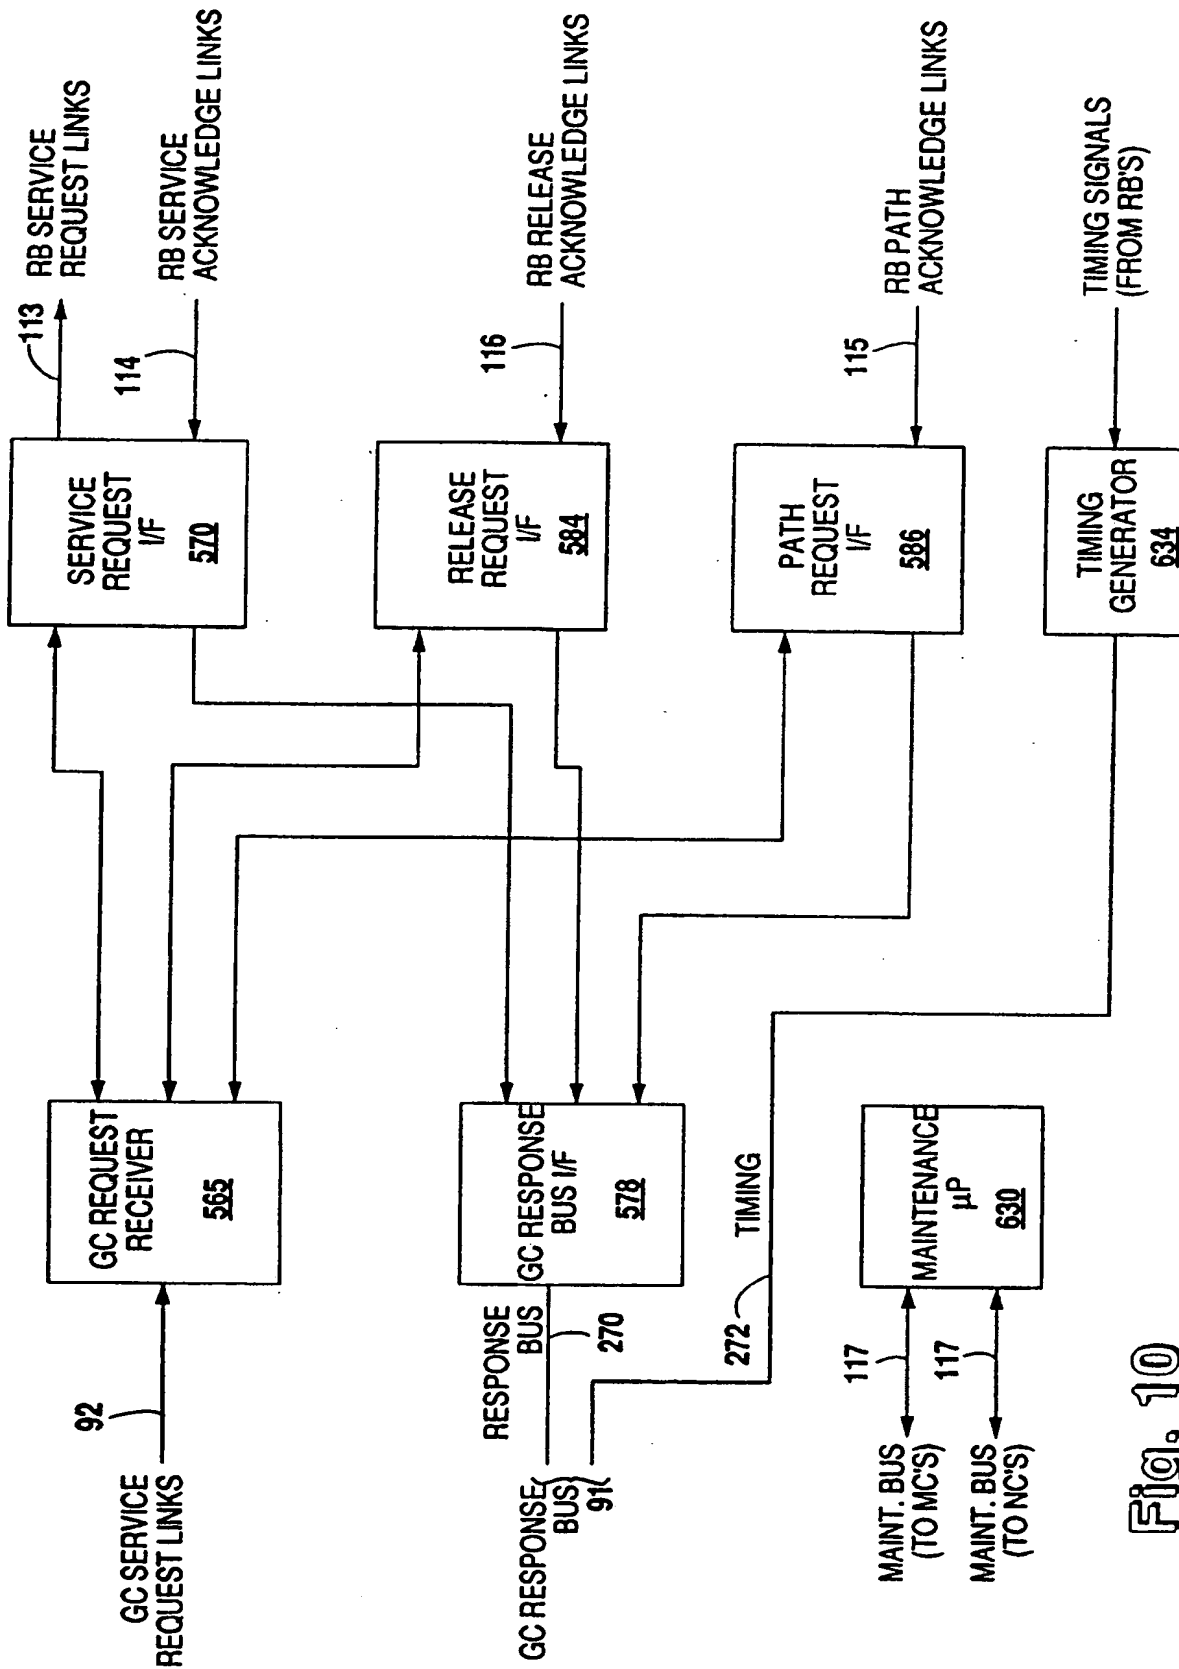 GC SERVICE
REQUEST LINKS
92
GC REQUEST
RECEIVER
565
SERVICE
REQUEST
I/F
570
113
RB SERVICE
REQUEST LINKS
114
RB SERVICE
ACKNOWLEDGE LINKS
RELEASE
REQUEST
I/F
584
116
RB RELEASE
ACKNOWLEDGE LINKS
GC RESPONSE
BUS
91
RESPONSE
BUS
270
GC RESPONSE
BUS I/F
578
PATH
REQUEST
I/F
586
115
RB PATH
ACKNOWLEDGE LINKS
272
TIMING
TIMING
GENERATOR
634
TIMING SIGNALS
(FROM RB'S)
MAINT. BUS
(TO MC'S)
117
MAINT. BUS
(TO NC'S)
117
MAINTENANCE
μP
630
Fig. 10